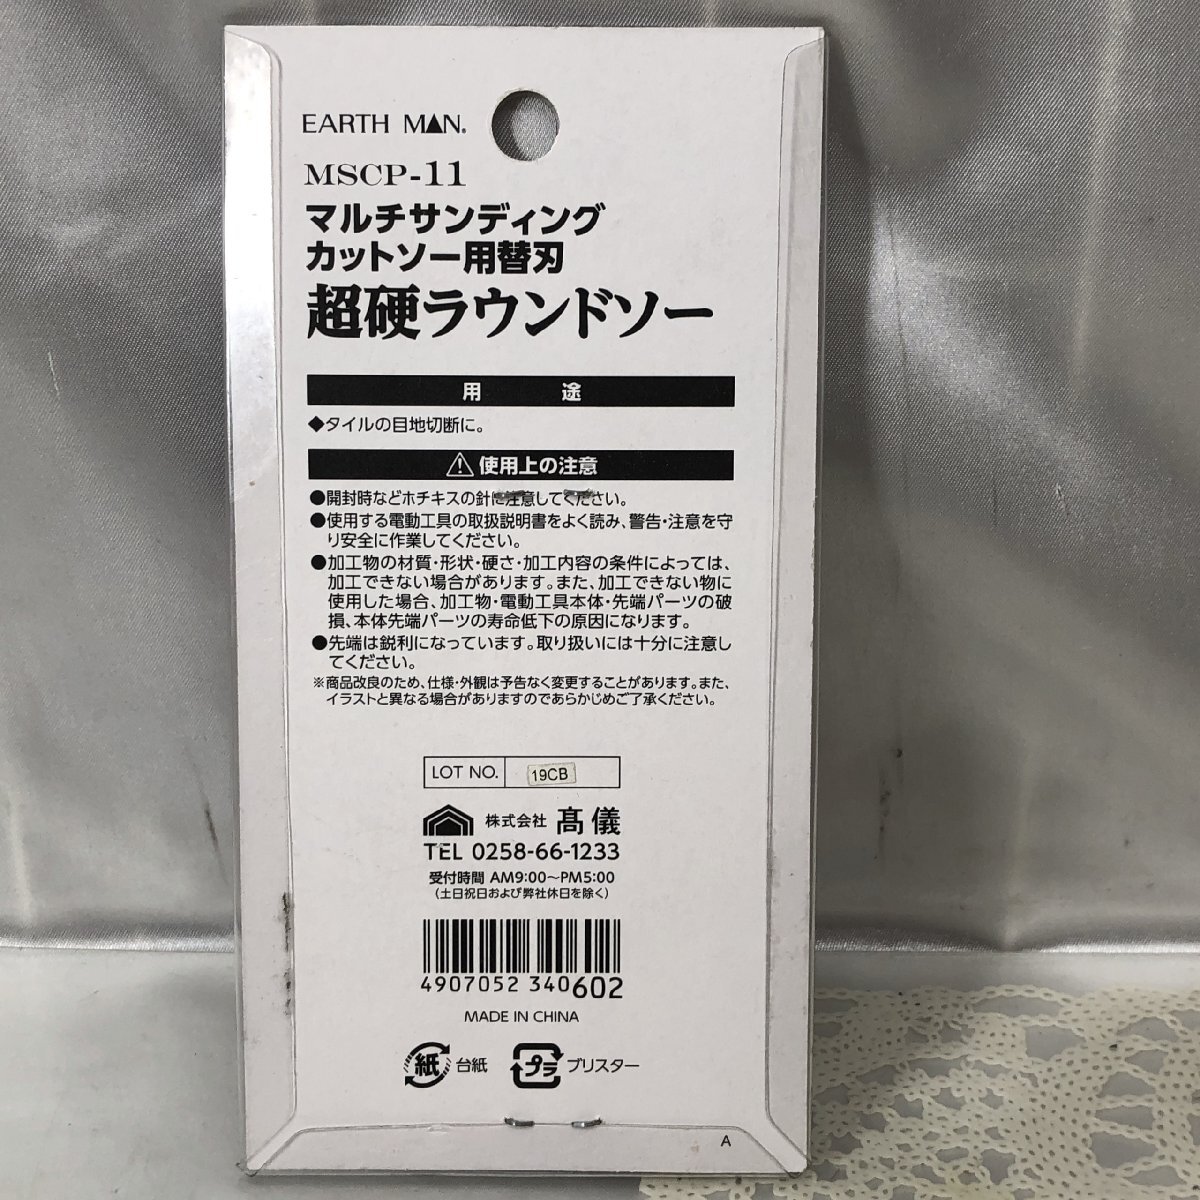 EARTH MAN®
MSCP-11
マルチサンディング
カットソー用替刃
超硬ラウンドソー
用 途
◆タイルの目地切断に。
⚠使用上の注意
●開封時などホチキスの針に注意してください。
●使用する電動工具の取扱説明書をよく読み、警告・注意を守
り安全に作業してください。
●加工物の材質・形状・硬さ・加工内容の条件によっては、
加工できない場合があります。また、加工できない物に
使用した場合、加工物・電動工具本体・先端パーツの破
損、本体先端パーツの寿命低下の原因になります。
●先端は鋭利になっています。取り扱いには十分に注意し
てください。
※商品改良のため、仕様・外観は予告なく変更することがあります。また、
イラストと異なる場合がありますのであらかじめご了承ください。
LOT NO. 19CB
株式会社 髙儀
TEL 0258-66-1233
受付時間 AM9:00〜PM5:00
(土日祝日および弊社休日を除く)
4907052 340602
MADE IN CHINA
紙 台紙 プラ ブリスター
A